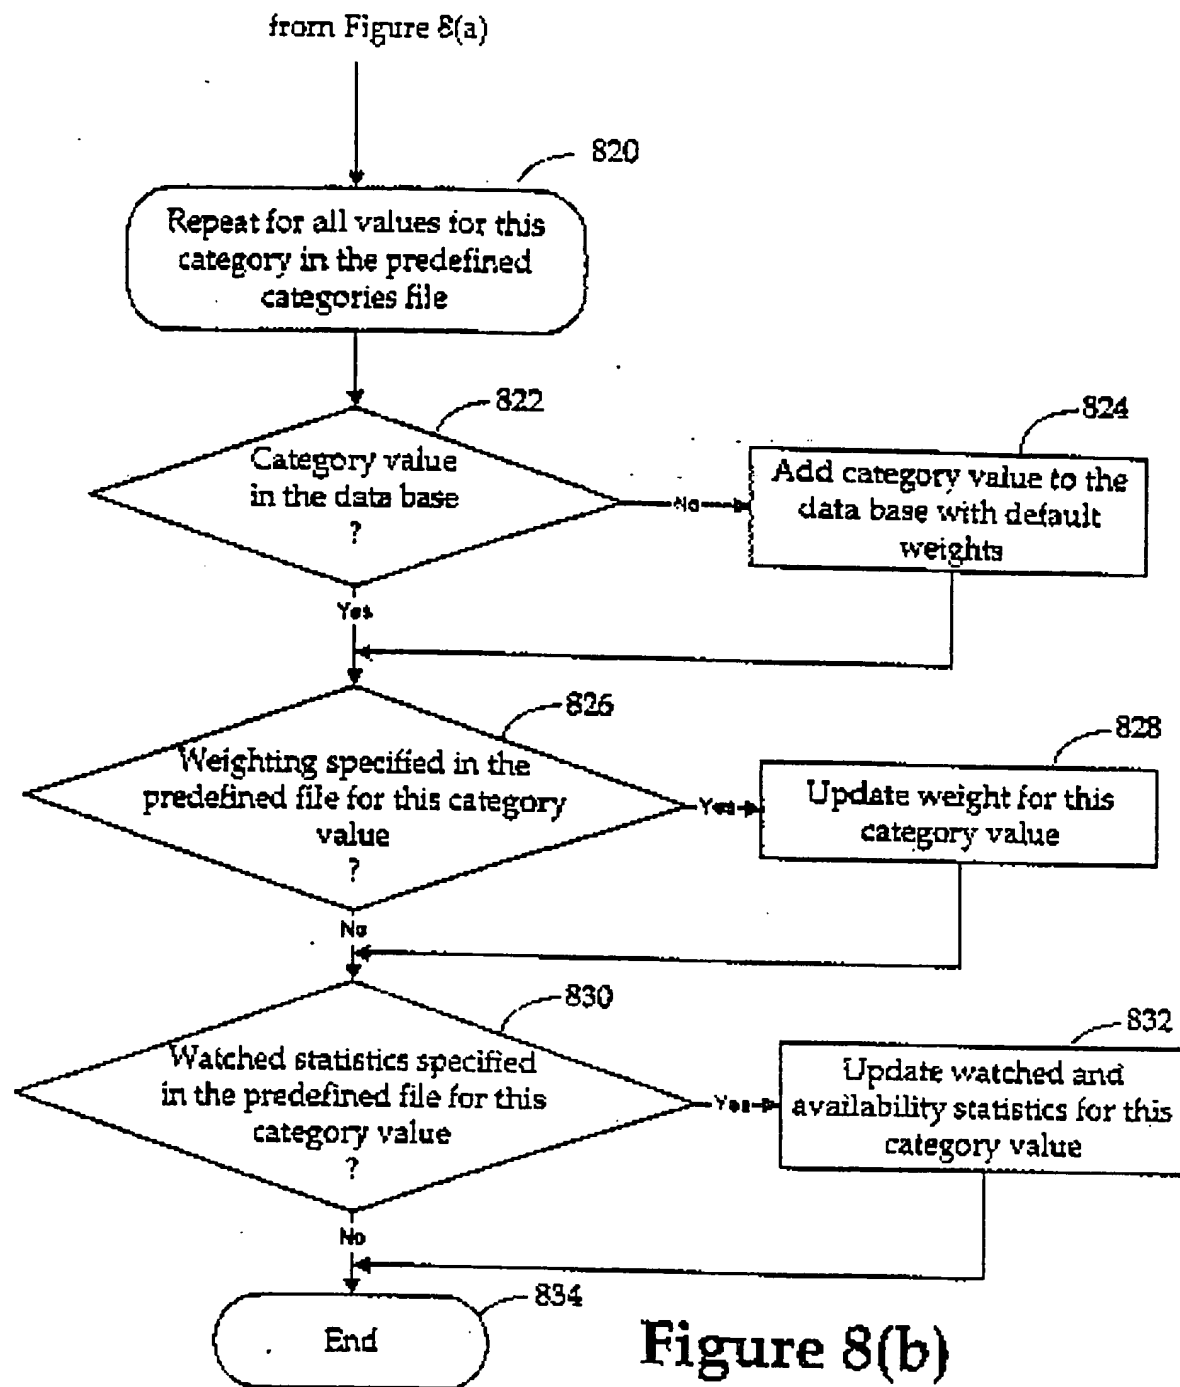 from Figure 8(a)
820
Repeat for all values for this
category in the predefined
categories file
822
Category value
in the data base
?
No
824
Add category value to the
data base with default
weights
Yes
826
Weighting specified in the
predefined file for this category
value
?
Yes
828
Update weight for this
category value
No
830
Watched statistics specified
in the predefined file for this
category value
?
Yes
832
Update watched and
availability statistics for this
category value
No
834
End
Figure 8(b)